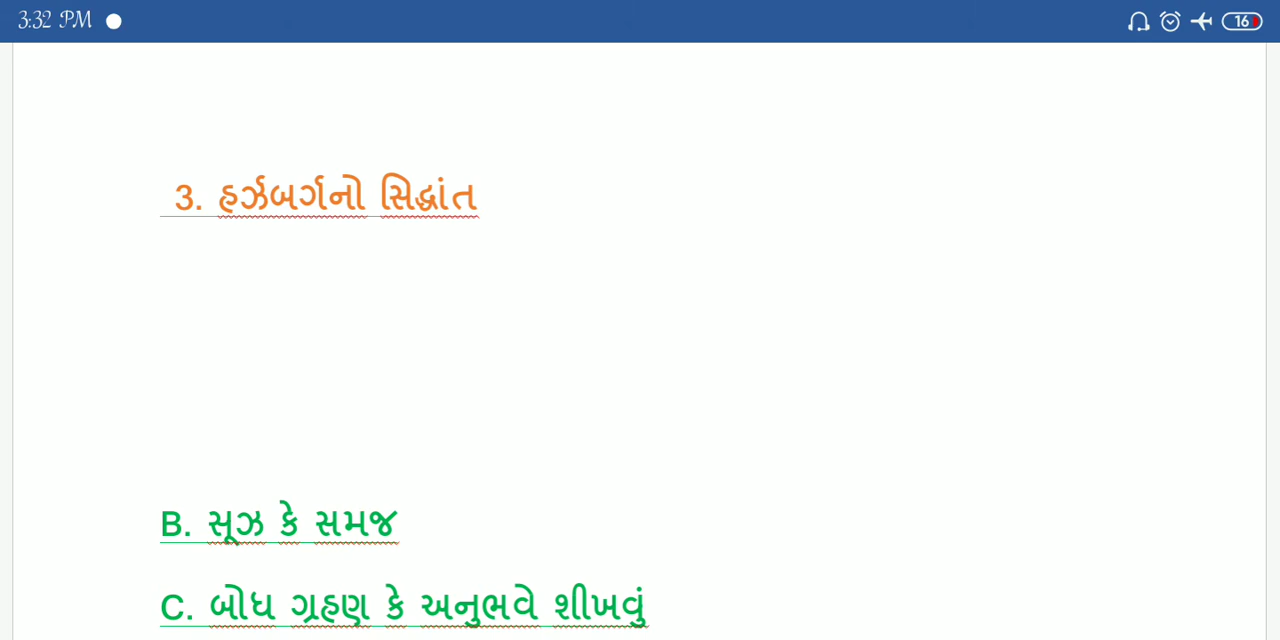 3:32 PM
16
3. હર્ઝબર્ગનો સિદ્ધાંત
B. સૂઝ કે સમજ
C. બોધ ગ્રહણ કે અનુભવે શીખવું